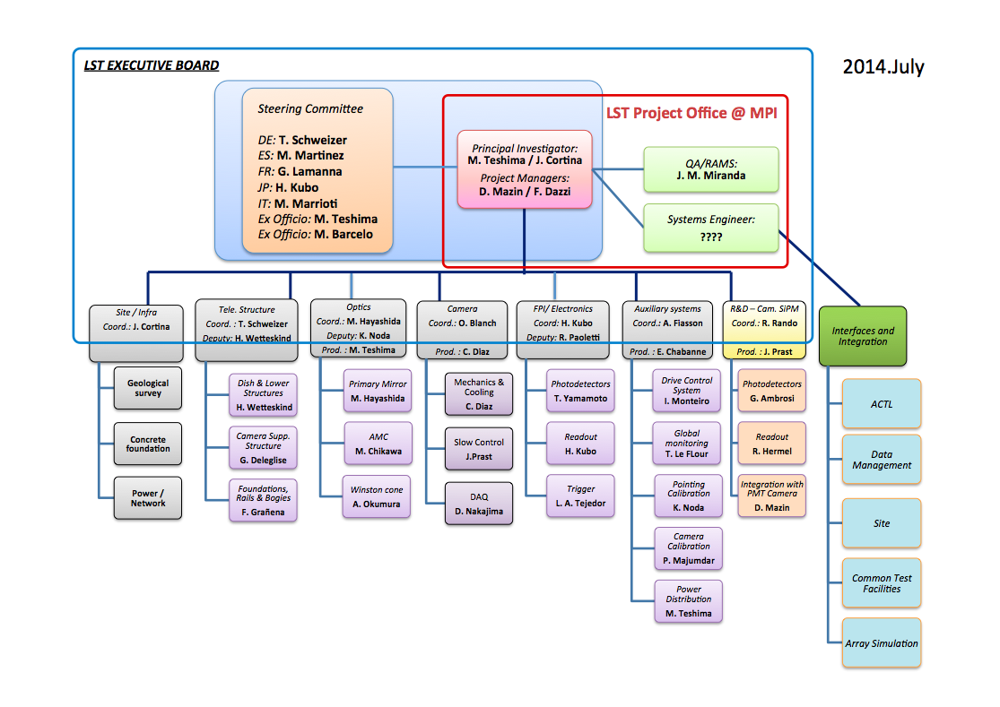 LST EXECUTIVE BOARD
2014.July
Steering Committee
DE: T. Schweizer
ES: M. Martinez
FR: G. Lamanna
JP: H. Kubo
IT: M. Marrioti
Ex Officio: M. Teshima
Ex Officio: M. Barcelo
LST Project Office @ MPI
Principal Investigator:
M. Teshima / J. Cortina
Project Managers:
D. Mazin / F. Dazzi
QA/RAMS:
J. M. Miranda
Systems Engineer:
????
Site / Infra
Coord.: J. Cortina
Geological
survey
Concrete
foundation
Power /
Network
Tele. Structure
Coord. : T. Schweizer
Deputy: H. Wetteskind
Dish & Lower
Structures
H. Wetteskind
Camera Supp.
Structure
G. Deleglise
Foundations,
Rails & Bogies
F. Grañena
Optics
Coord.: M. Hayashida
Deputy: K. Noda
Prod. : M. Teshima
Primary Mirror
M. Hayashida
AMC
M. Chikawa
Winston cone
A. Okumura
Camera
Coord.: O. Blanch
Prod. : C. Diaz
Mechanics &
Cooling
C. Diaz
Slow Control
J.Prast
DAQ
D. Nakajima
FPI/ Electronics
Coord: H. Kubo
Deputy: R. Paoletti
Photodetectors
T. Yamamoto
Readout
H. Kubo
Trigger
L. A. Tejedor
Auxiliary systems
Coord.: A. Fiasson
Prod. : E. Chabanne
Drive Control
System
I. Monteiro
Global
monitoring
T. Le FLour
Pointing
Calibration
K. Noda
Camera
Calibration
P. Majumdar
Power
Distribution
M. Teshima
R&D – Cam. SiPM
Coord.: R. Rando
Prod. : J. Prast
Photodetectors
G. Ambrosi
Readout
R. Hermel
Integration with
PMT Camera
D. Mazin
Interfaces and
Integration
ACTL
Data
Management
Site
Common Test
Facilities
Array Simulation